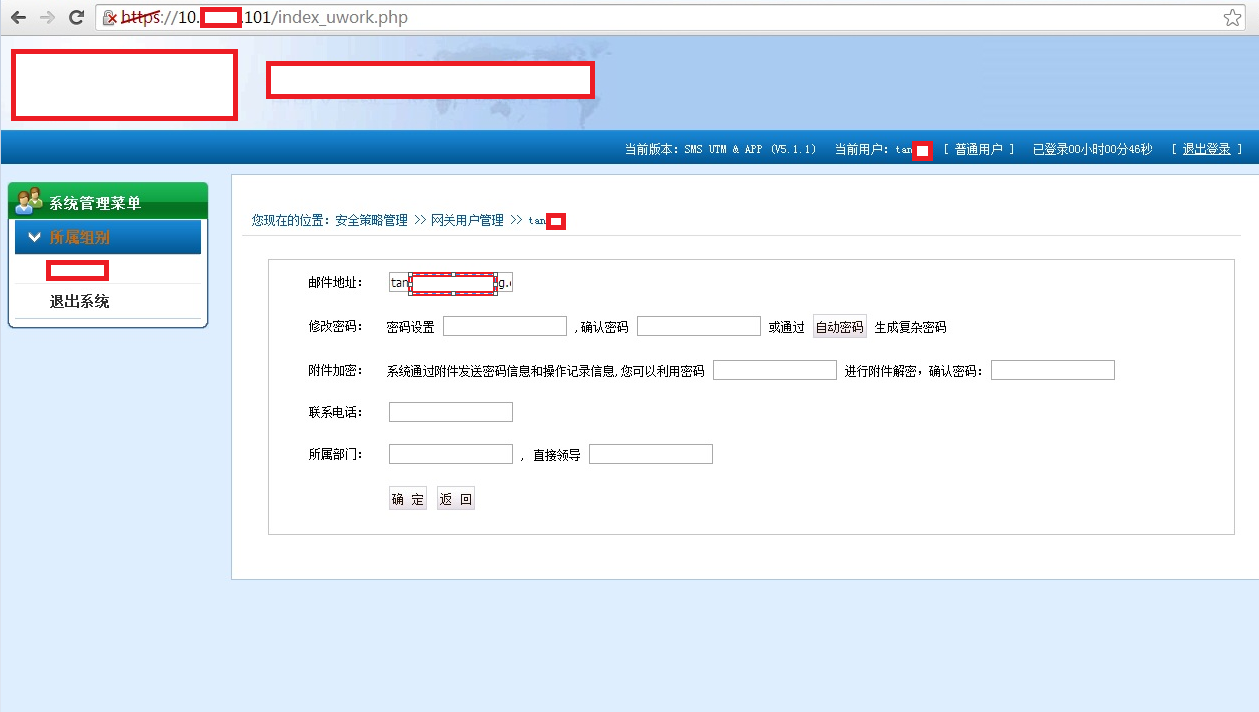 https://10. .101/index_uwork.php
当前版本: SMS UTM & APP (V5.1.1) 当前用户: tan [ 普通用户 ] 已登录00小时00分46秒 [ 退出登录 ]
系统管理菜单
所属组别
退出系统
您现在的位置: 安全策略管理 >> 网关用户管理 >> tan
邮件地址: tan g.
修改密码: 密码设置 ,确认密码 或通过 自动密码 生成复杂密码
附件加密: 系统通过附件发送密码信息和操作记录信息,您可以利用密码 进行附件解密，确认密码:
联系电话:
所属部门: ， 直接领导
确 定 返 回